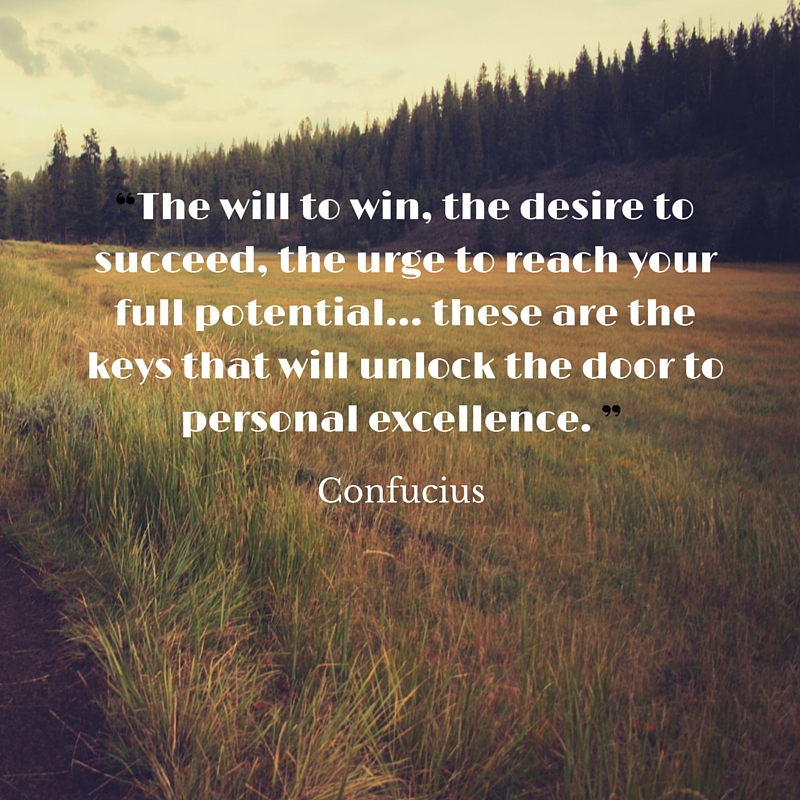 “The will to win, the desire to
succeed, the urge to reach your
full potential... these are the
keys that will unlock the door to
personal excellence. ”
Confucius